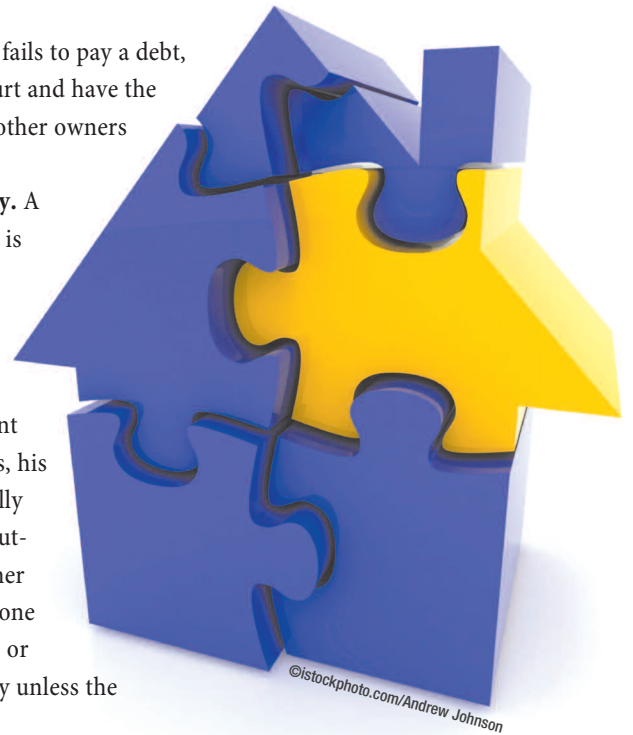 fails to pay a debt,
urt and have the
other owners
y. A
is
nt
s, his
lly
ut-
her
one
or
y unless the
©istockphoto.com/Andrew Johnson